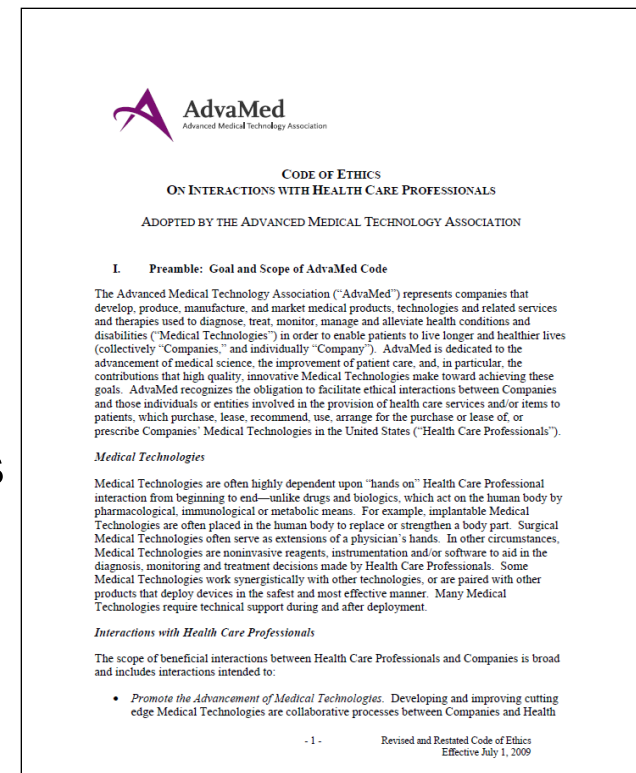 AdvaMed
Advanced Medical Technology Association
CODE OF ETHICS
ON INTERACTIONS WITH HEALTH CARE PROFESSIONALS
ADOPTED BY THE ADVANCED MEDICAL TECHNOLOGY ASSOCIATION
I. Preamble: Goal and Scope of AdvaMed Code
The Advanced Medical Technology Association (“AdvaMed”) represents companies that
develop, produce, manufacture, and market medical products, technologies and related services
and therapies used to diagnose, treat, monitor, manage and alleviate health conditions and
disabilities (“Medical Technologies”) in order to enable patients to live longer and healthier lives
(collectively “Companies,” and individually “Company”). AdvaMed is dedicated to the
advancement of medical science, the improvement of patient care, and, in particular, the
contributions that high quality, innovative Medical Technologies make toward achieving these
goals. AdvaMed recognizes the obligation to facilitate ethical interactions between Companies
and those individuals or entities involved in the provision of health care services and/or items to
patients, which purchase, lease, recommend, use, arrange for the purchase or lease of, or
prescribe Companies’ Medical Technologies in the United States (“Health Care Professionals”).
Medical Technologies
s
Medical Technologies are often highly dependent upon “hands on” Health Care Professional
interaction from beginning to end—unlike drugs and biologics, which act on the human body by
pharmacological, immunological or metabolic means. For example, implantable Medical
Technologies are often placed in the human body to replace or strengthen a body part. Surgical
Medical Technologies often serve as extensions of a physician’s hands. In other circumstances,
Medical Technologies are noninvasive reagents, instrumentation and/or software to aid in the
diagnosis, monitoring and treatment decisions made by Health Care Professionals. Some
Medical Technologies work synergistically with other technologies, or are paired with other
products that deploy devices in the safest and most effective manner. Many Medical
Technologies require technical support during and after deployment.
Interactions with Health Care Professionals
The scope of beneficial interactions between Health Care Professionals and Companies is broad
and includes interactions intended to:
• Promote the Advancement of Medical Technologies. Developing and improving cutting
edge Medical Technologies are collaborative processes between Companies and Health
- 1 - Revised and Restated Code of Ethics
Effective July 1, 2009